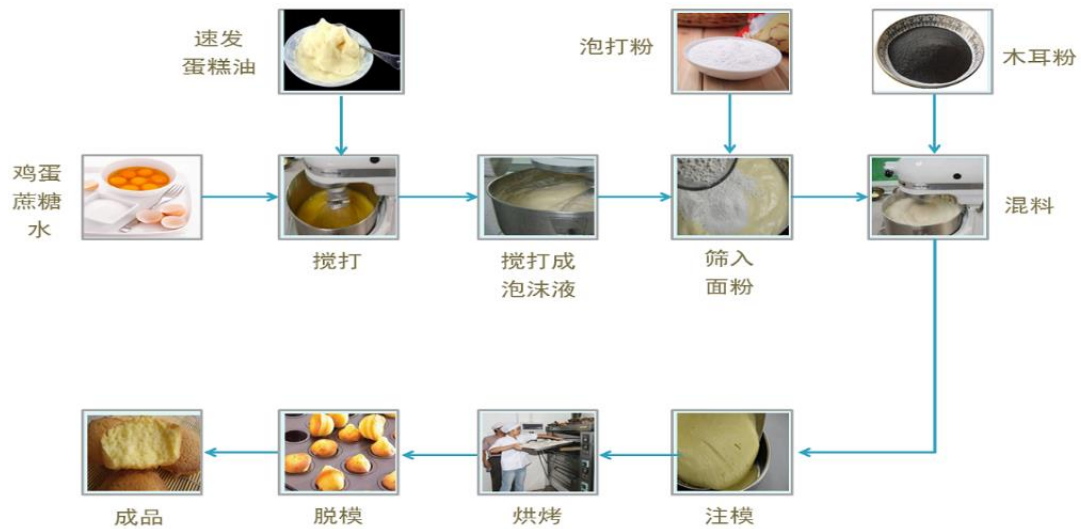 速发
蛋糕油
泡打粉
木耳粉
鸡蛋
蔗糖
水
搅打
搅打成
泡沫液
筛入
面粉
混料
成品
脱模
烘烤
注模